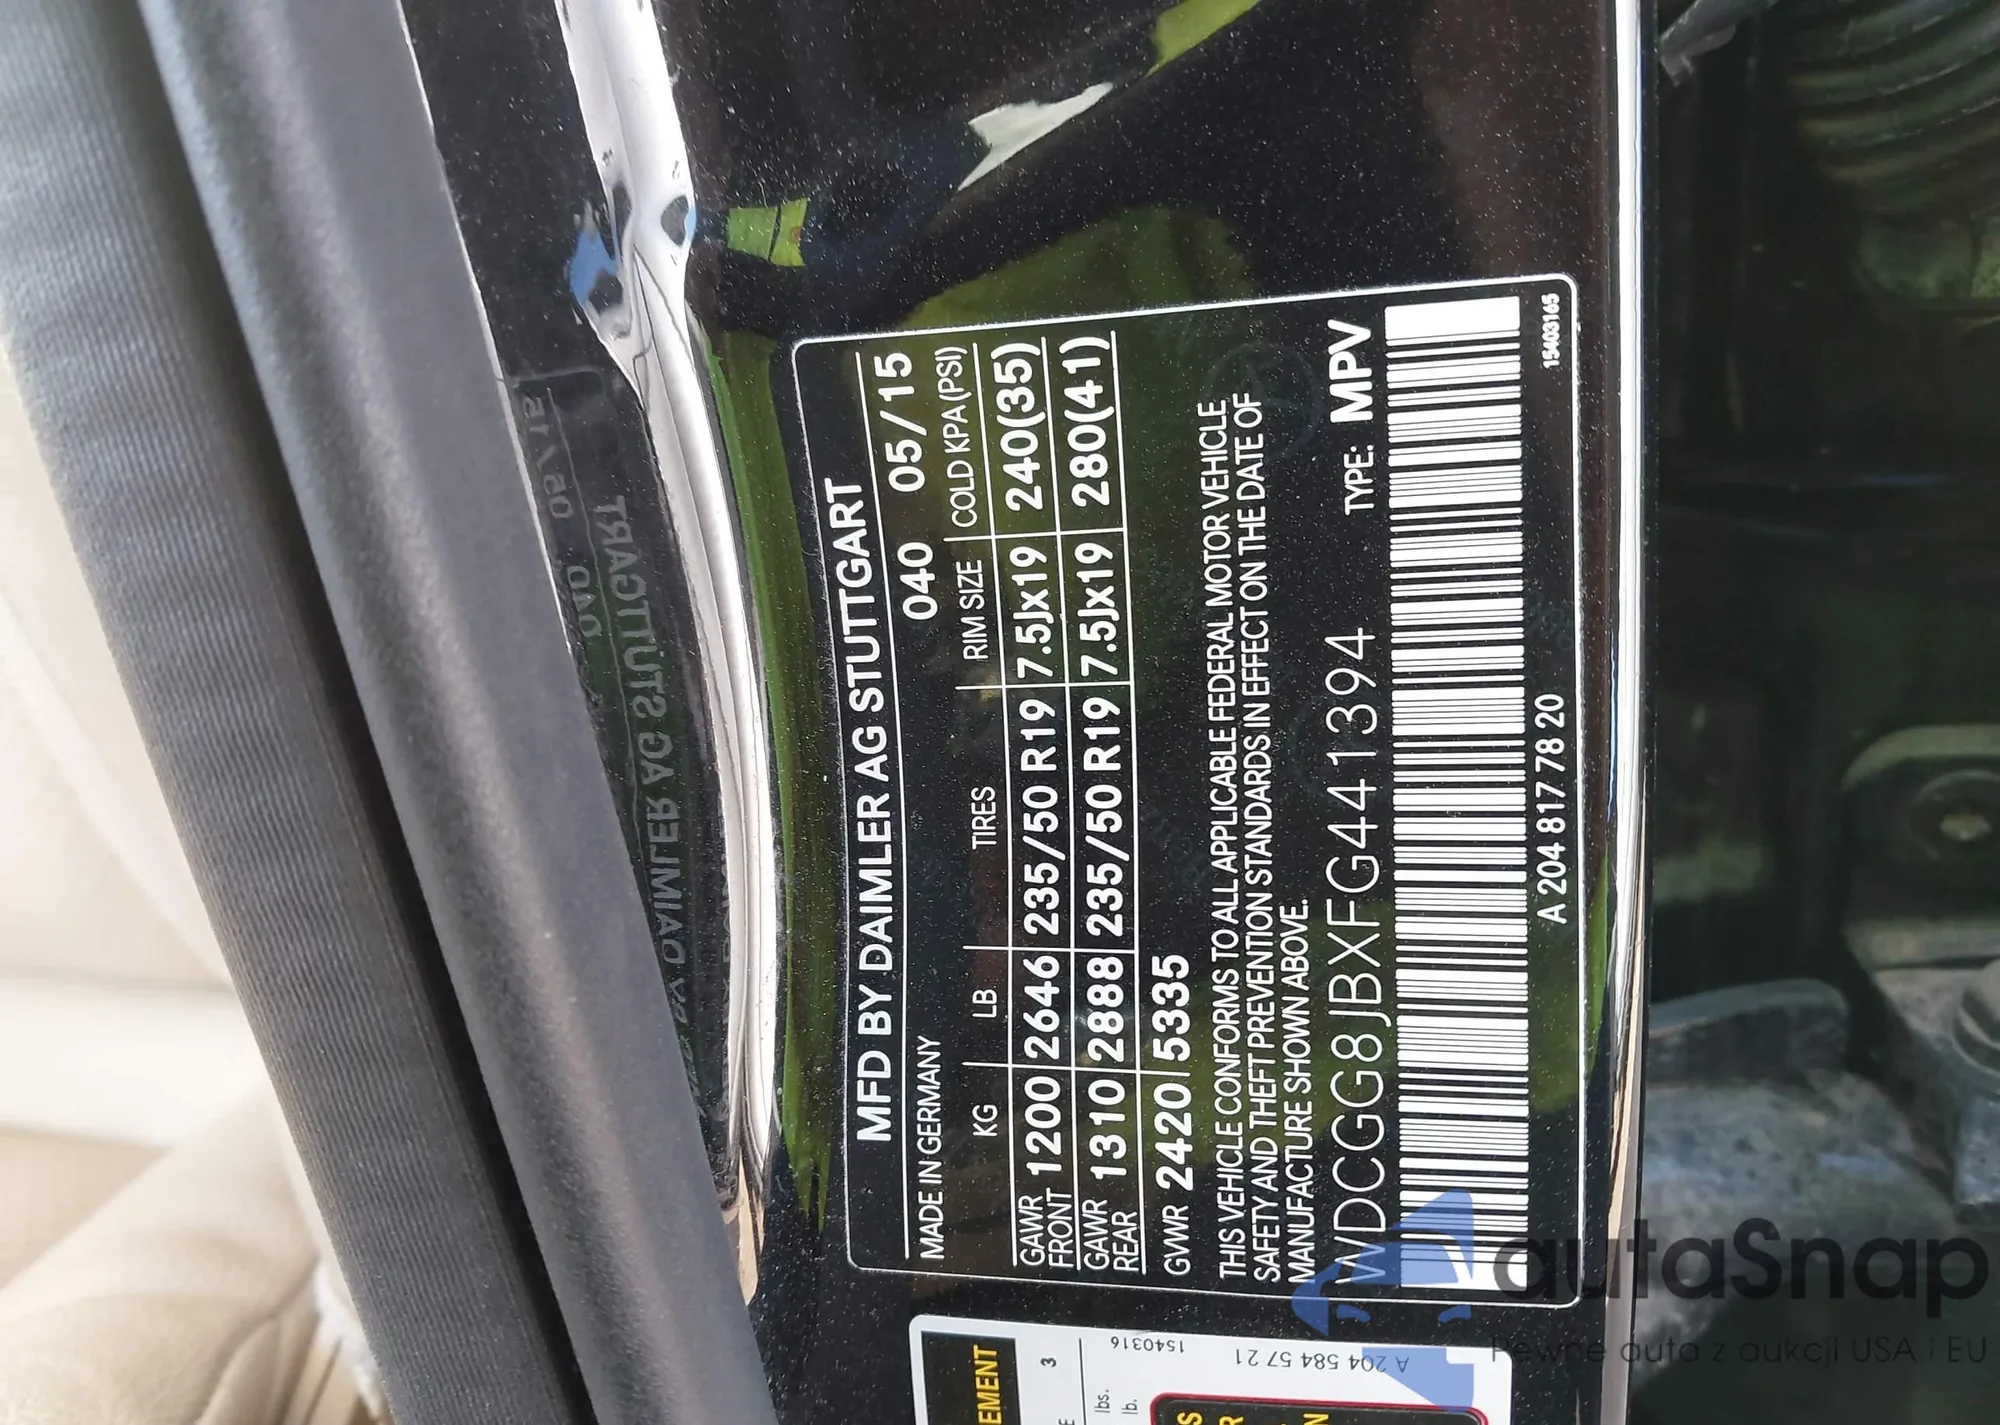 MFD BY DAIMLER AG STUTTGART
MADE IN GERMANY 040 05/15
KG LB TIRES RIM SIZE COLD KPA (PSI)
GAWR FRONT 1200 2646 235/50 R19 7.5Jx19 240(35)
GAWR REAR 1310 2888 235/50 R19 7.5Jx19 280(41)
GVWR 2420 5335
THIS VEHICLE CONFORMS TO ALL APPLICABLE FEDERAL MOTOR VEHICLE
SAFETY AND THEFT PREVENTION STANDARDS IN EFFECT ON THE DATE OF
MANUFACTURE SHOWN ABOVE.
TYPE: MPV
WDCGG8JBXFG441394
A 204 817 78 20
15403165
EMENT
3
lbs.
lb.
1540316
A 204 584 57 21
autaSnap
Pewne auta z aukcji USA i EU